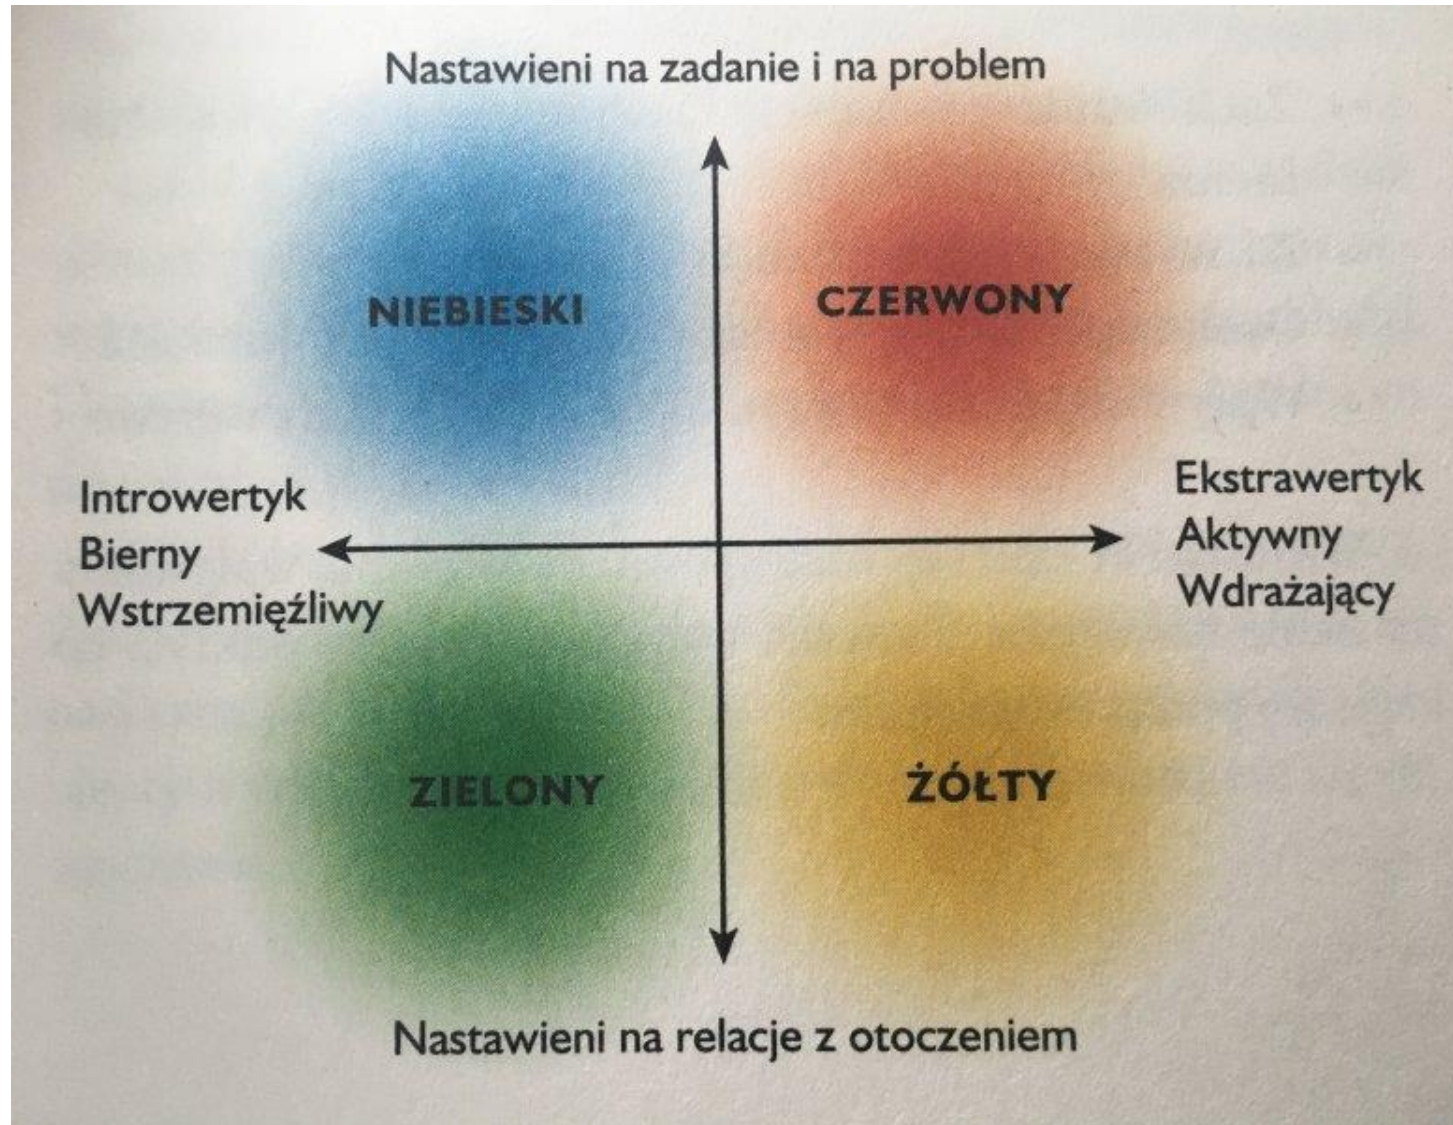 Nastawieni na zadanie i na problem
NIEBIESKI
CZERWONY
Introwertyk
Bierny
Wstrzemięźliwy
Ekstrawertyk
Aktywny
Wdrażający
ZIELONY
ŻÓŁTY
Nastawieni na relacje z otoczeniem